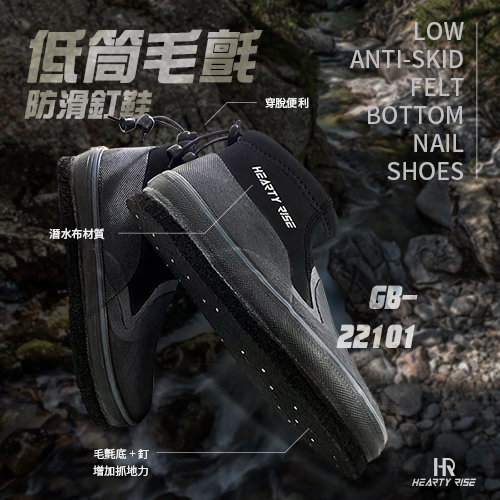 低筒毛氈
防滑釘鞋
LOW
ANTI-SKID
FELT
BOTTOM
NAIL
SHOES
穿脫便利
HEARTY RISE
潛水布材質
GB-
22101
毛氈底+釘
增加抓地力
HR
HEARTY RISE